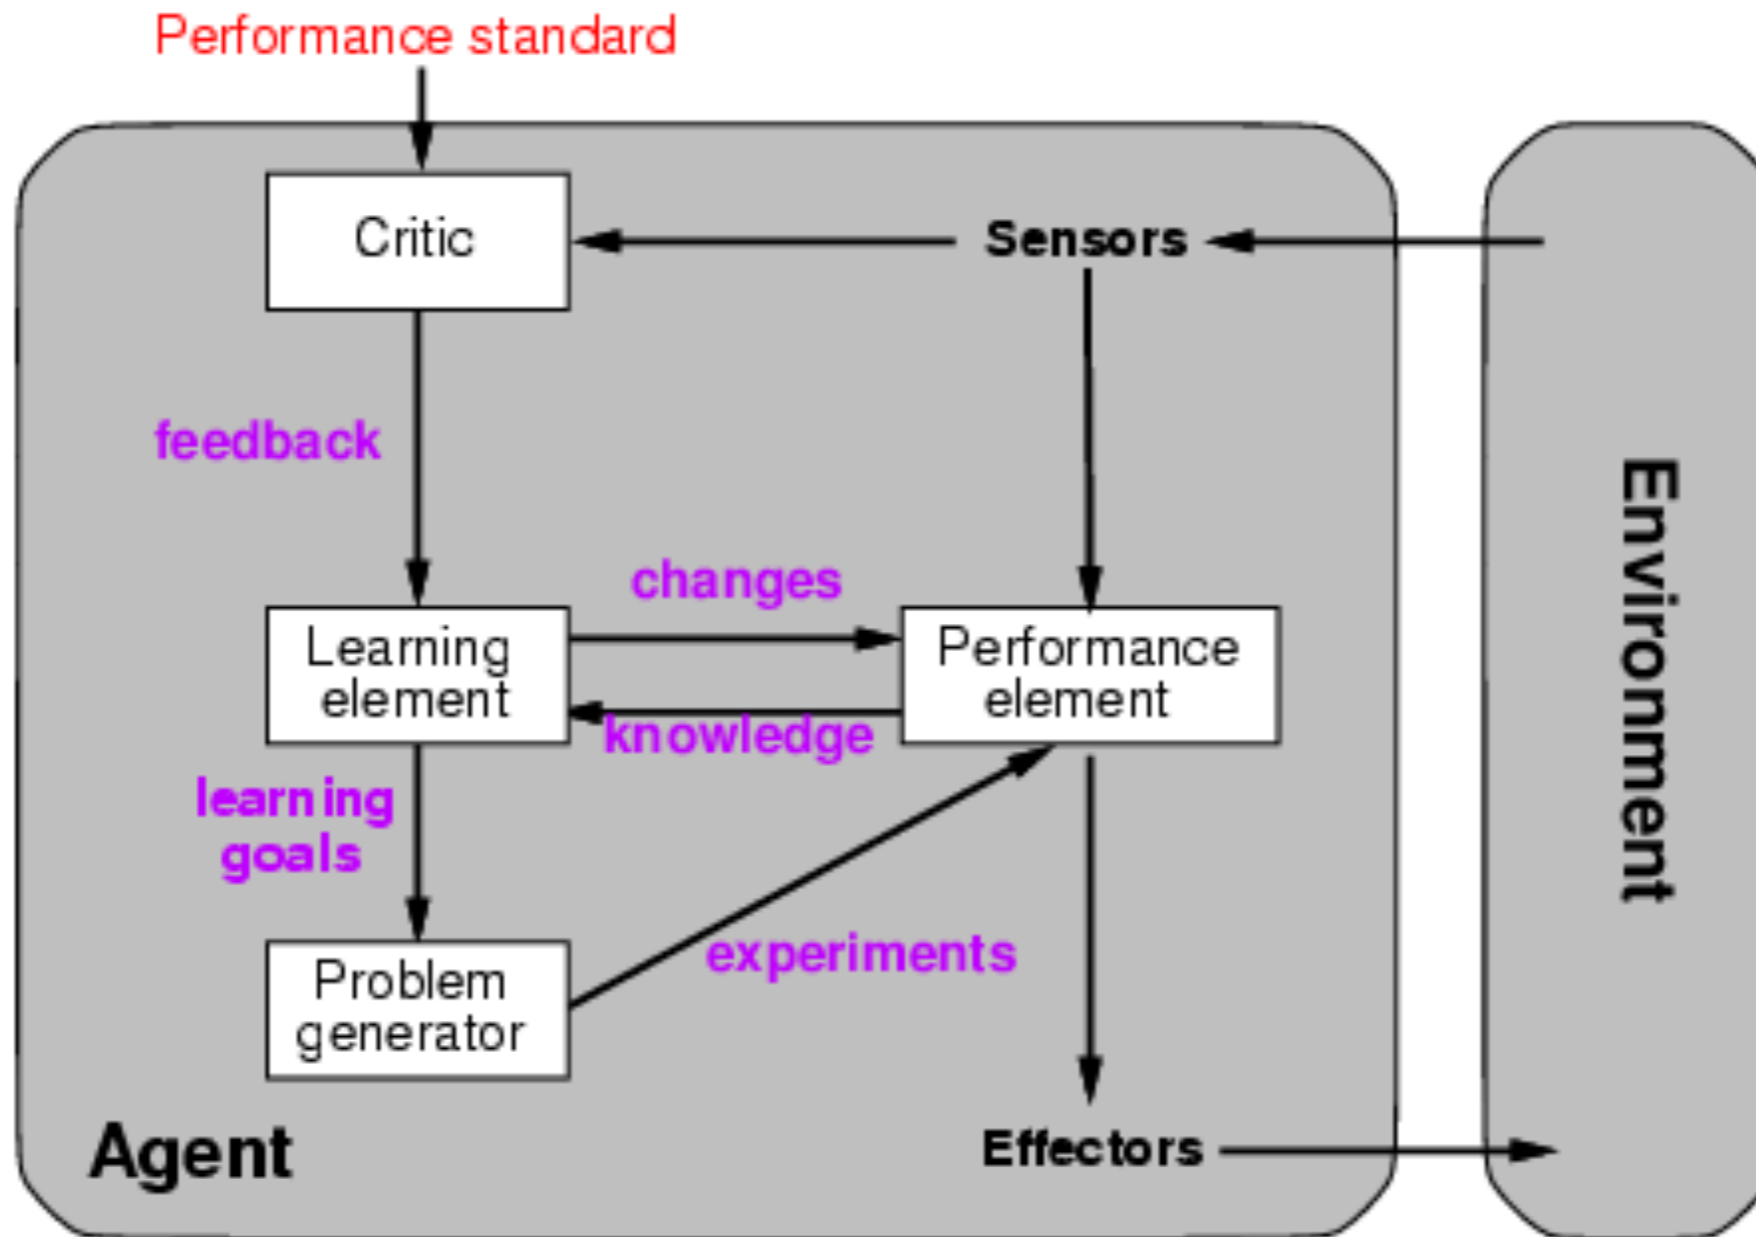 Performance standard
Critic
Sensors
feedback
changes
Learning
element
Performance
element
knowledge
learning
goals
experiments
Problem
generator
Agent
Effectors
Environment